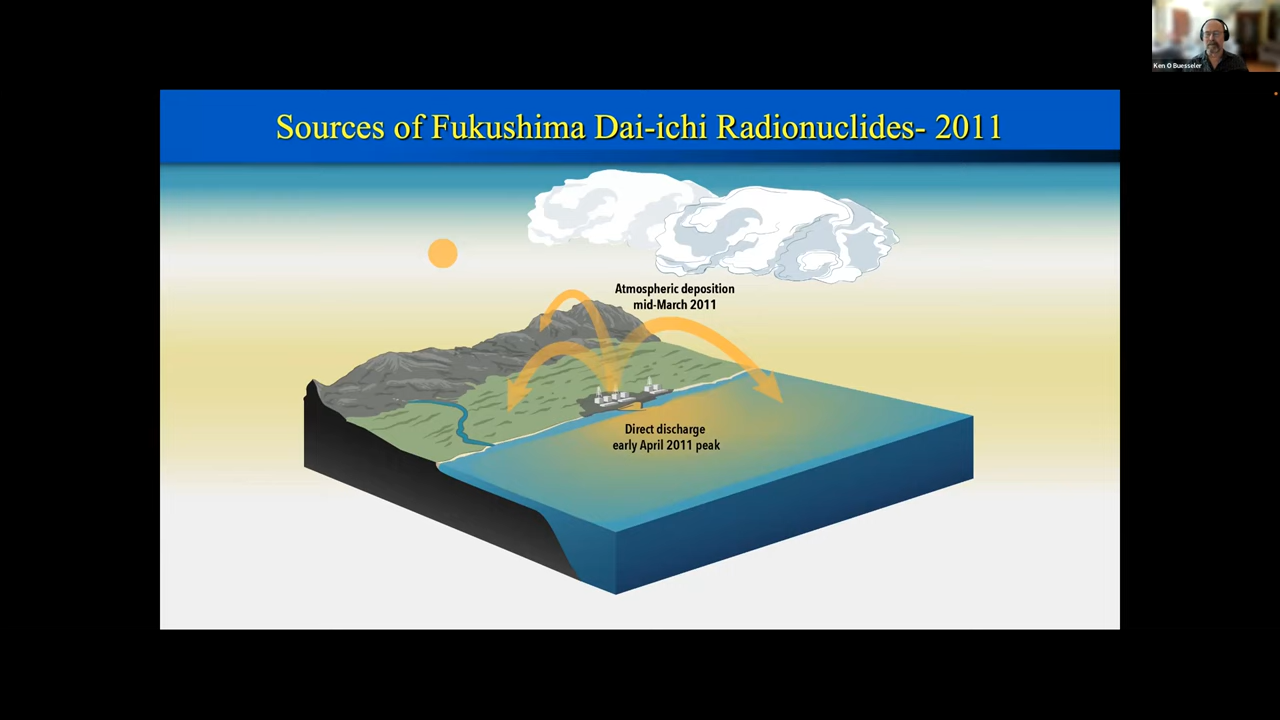 Ken O Buesseler
Sources of Fukushima Dai-ichi Radionuclides- 2011
Atmospheric deposition
mid-March 2011
Direct discharge
early April 2011 peak